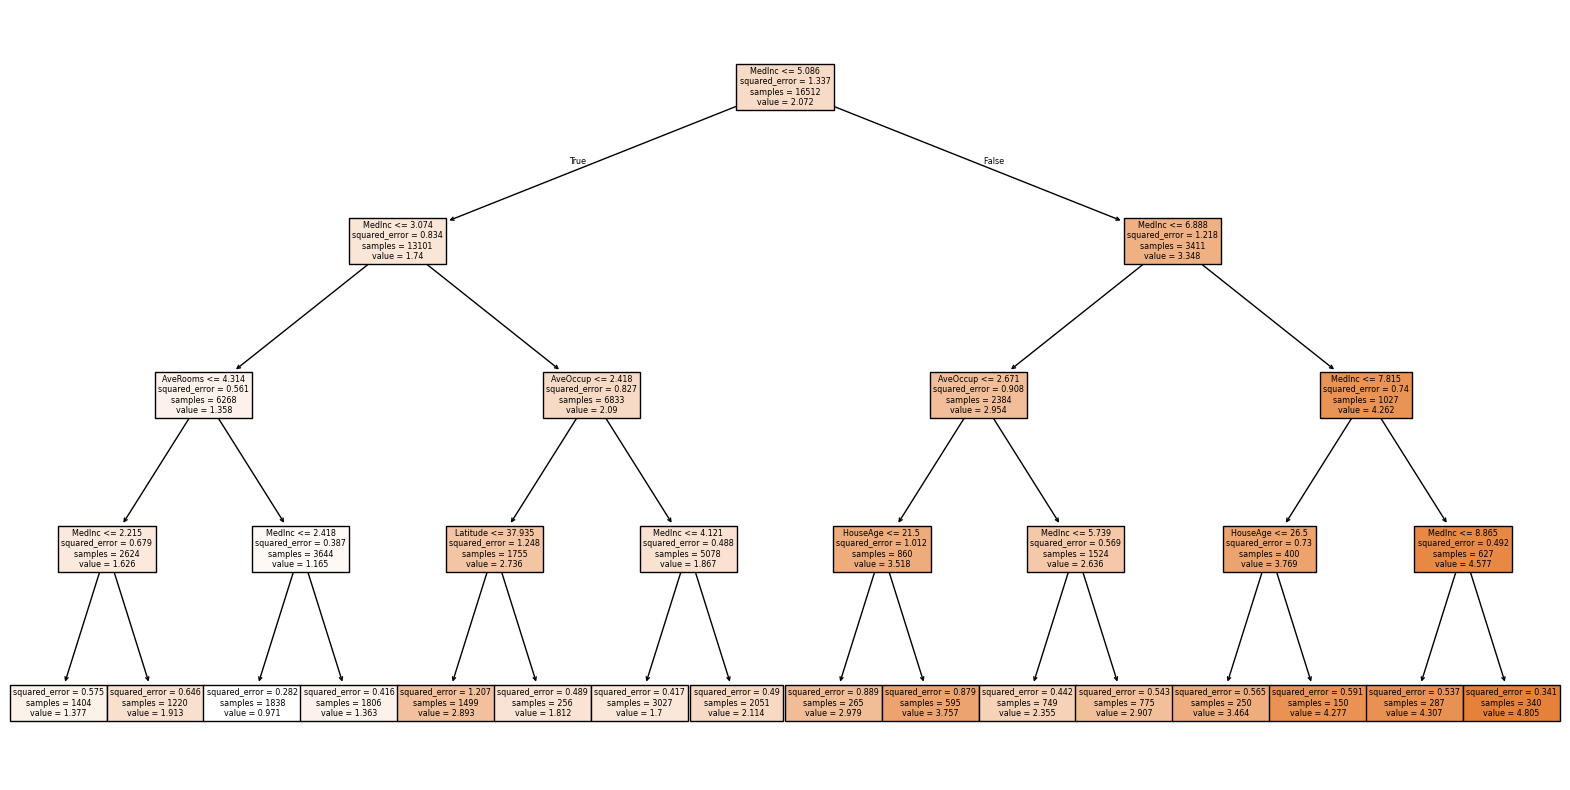 MedInc <= 5.086
squared_error = 1.337
samples = 16512
value = 2.072
True
False
MedInc <= 3.074
squared_error = 0.834
samples = 13101
value = 1.74
MedInc <= 6.888
squared_error = 1.218
samples = 3411
value = 3.348
AveRooms <= 4.314
squared_error = 0.561
samples = 6268
value = 1.358
AveOccup <= 2.418
squared_error = 0.827
samples = 6833
value = 2.09
AveOccup <= 2.671
squared_error = 0.908
samples = 2384
value = 2.954
MedInc <= 7.815
squared_error = 0.74
samples = 1027
value = 4.262
MedInc <= 2.215
squared_error = 0.679
samples = 2624
value = 1.626
MedInc <= 2.418
squared_error = 0.387
samples = 3644
value = 1.165
Latitude <= 37.935
squared_error = 1.248
samples = 1755
value = 2.736
MedInc <= 4.121
squared_error = 0.488
samples = 5078
value = 1.867
HouseAge <= 21.5
squared_error = 1.012
samples = 860
value = 3.518
MedInc <= 5.739
squared_error = 0.569
samples = 1524
value = 2.636
HouseAge <= 26.5
squared_error = 0.73
samples = 400
value = 3.769
MedInc <= 8.865
squared_error = 0.492
samples = 627
value = 4.577
squared_error = 0.575
samples = 1404
value = 1.377
squared_error = 0.646
samples = 1220
value = 1.913
squared_error = 0.282
samples = 1838
value = 0.971
squared_error = 0.416
samples = 1806
value = 1.363
squared_error = 1.207
samples = 1499
value = 2.893
squared_error = 0.489
samples = 256
value = 1.812
squared_error = 0.417
samples = 3027
value = 1.7
squared_error = 0.49
samples = 2051
value = 2.114
squared_error = 0.889
samples = 265
value = 2.979
squared_error = 0.879
samples = 595
value = 3.757
squared_error = 0.442
samples = 749
value = 2.355
squared_error = 0.543
samples = 775
value = 2.907
squared_error = 0.565
samples = 250
value = 3.464
squared_error = 0.591
samples = 150
value = 4.277
squared_error = 0.537
samples = 287
value = 4.307
squared_error = 0.341
samples = 340
value = 4.805